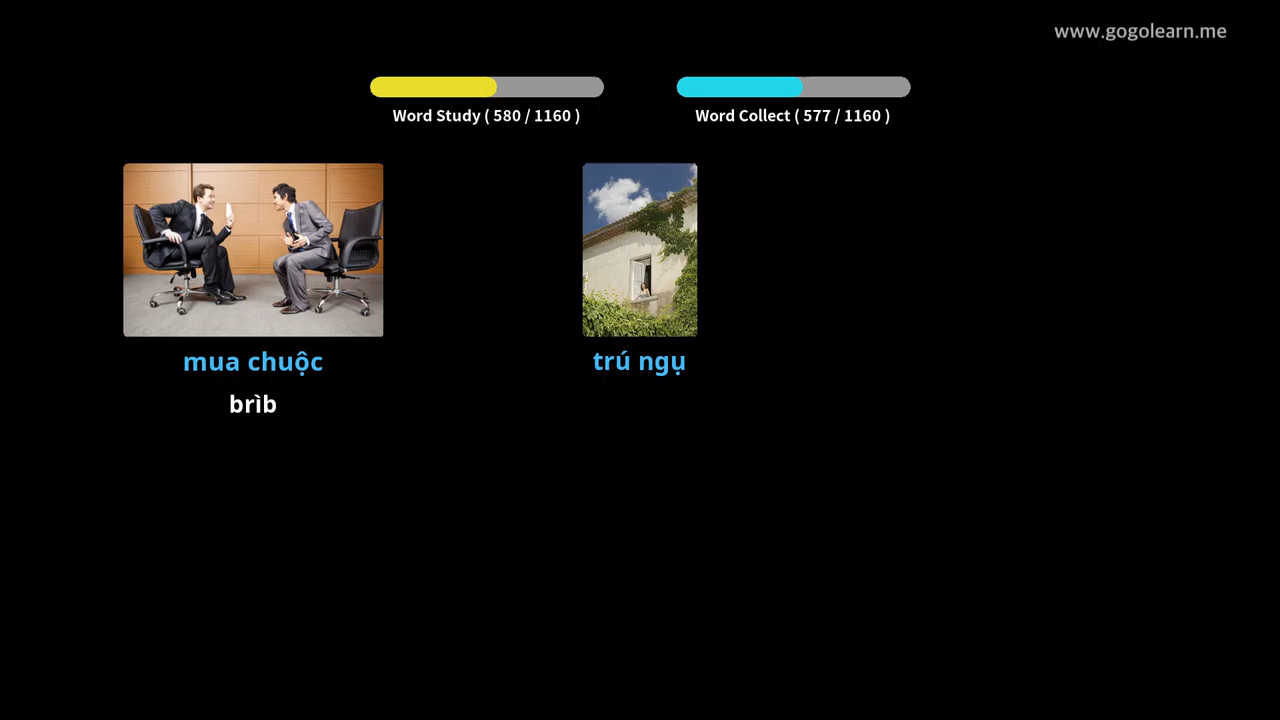 www.gogolearn.me
Word Study ( 580 / 1160 )
Word Collect ( 577 / 1160 )
mua chuộc
trú ngụ
brìb